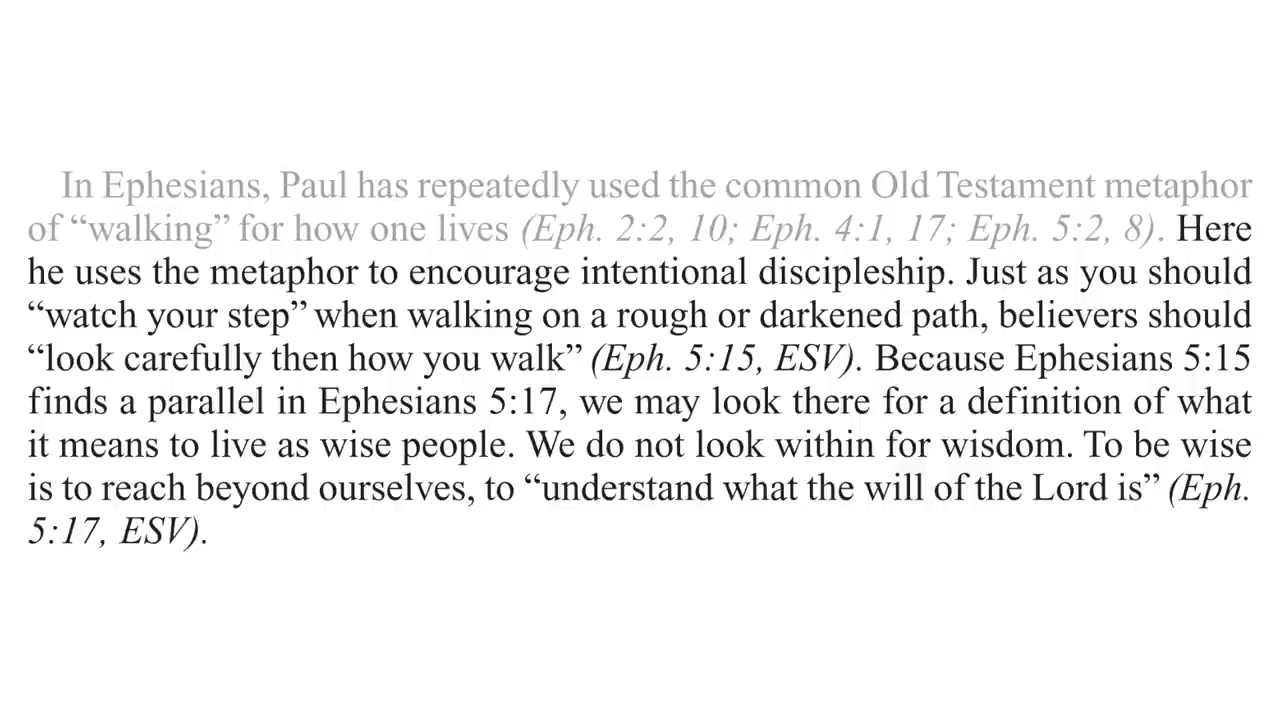 In Ephesians, Paul has repeatedly used the common Old Testament metaphor
of “walking” for how one lives (Eph. 2:2, 10; Eph. 4:1, 17; Eph. 5:2, 8). Here
he uses the metaphor to encourage intentional discipleship. Just as you should
“watch your step” when walking on a rough or darkened path, believers should
“look carefully then how you walk” (Eph. 5:15, ESV). Because Ephesians 5:15
finds a parallel in Ephesians 5:17, we may look there for a definition of what
it means to live as wise people. We do not look within for wisdom. To be wise
is to reach beyond ourselves, to “understand what the will of the Lord is” (Eph.
5:17, ESV).